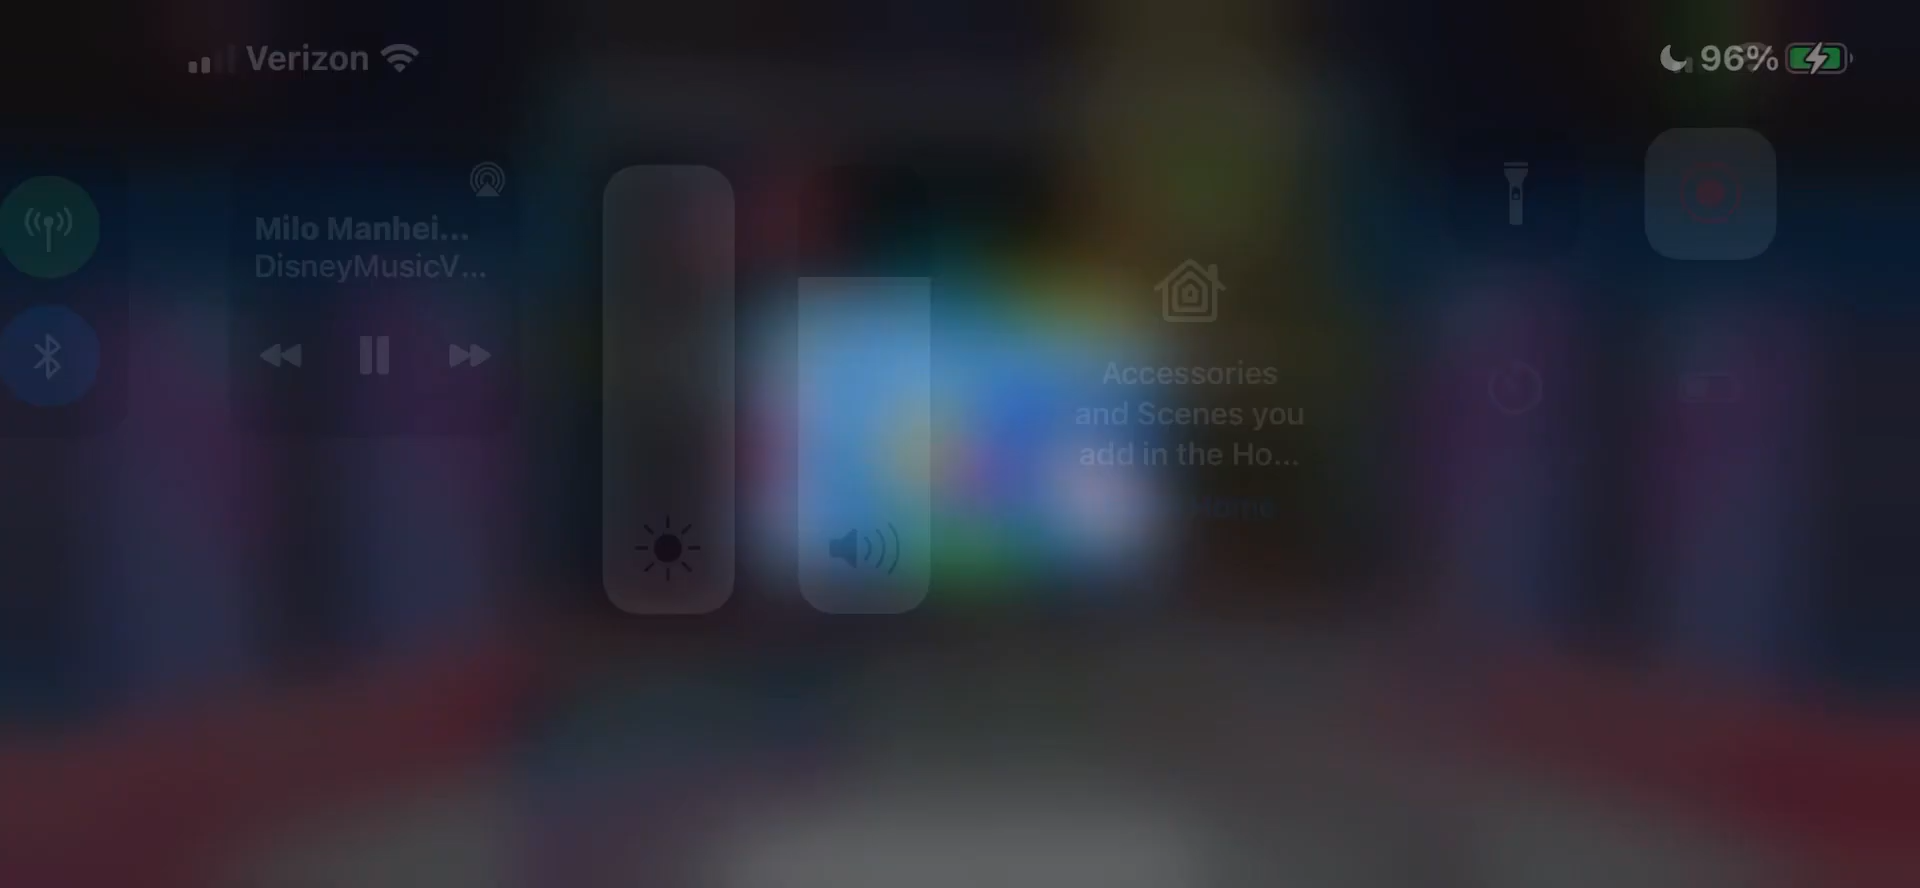 Verizon
96%
Milo Manhei...
DisneyMusicV...
Accessories
and Scenes you
add in the Ho...